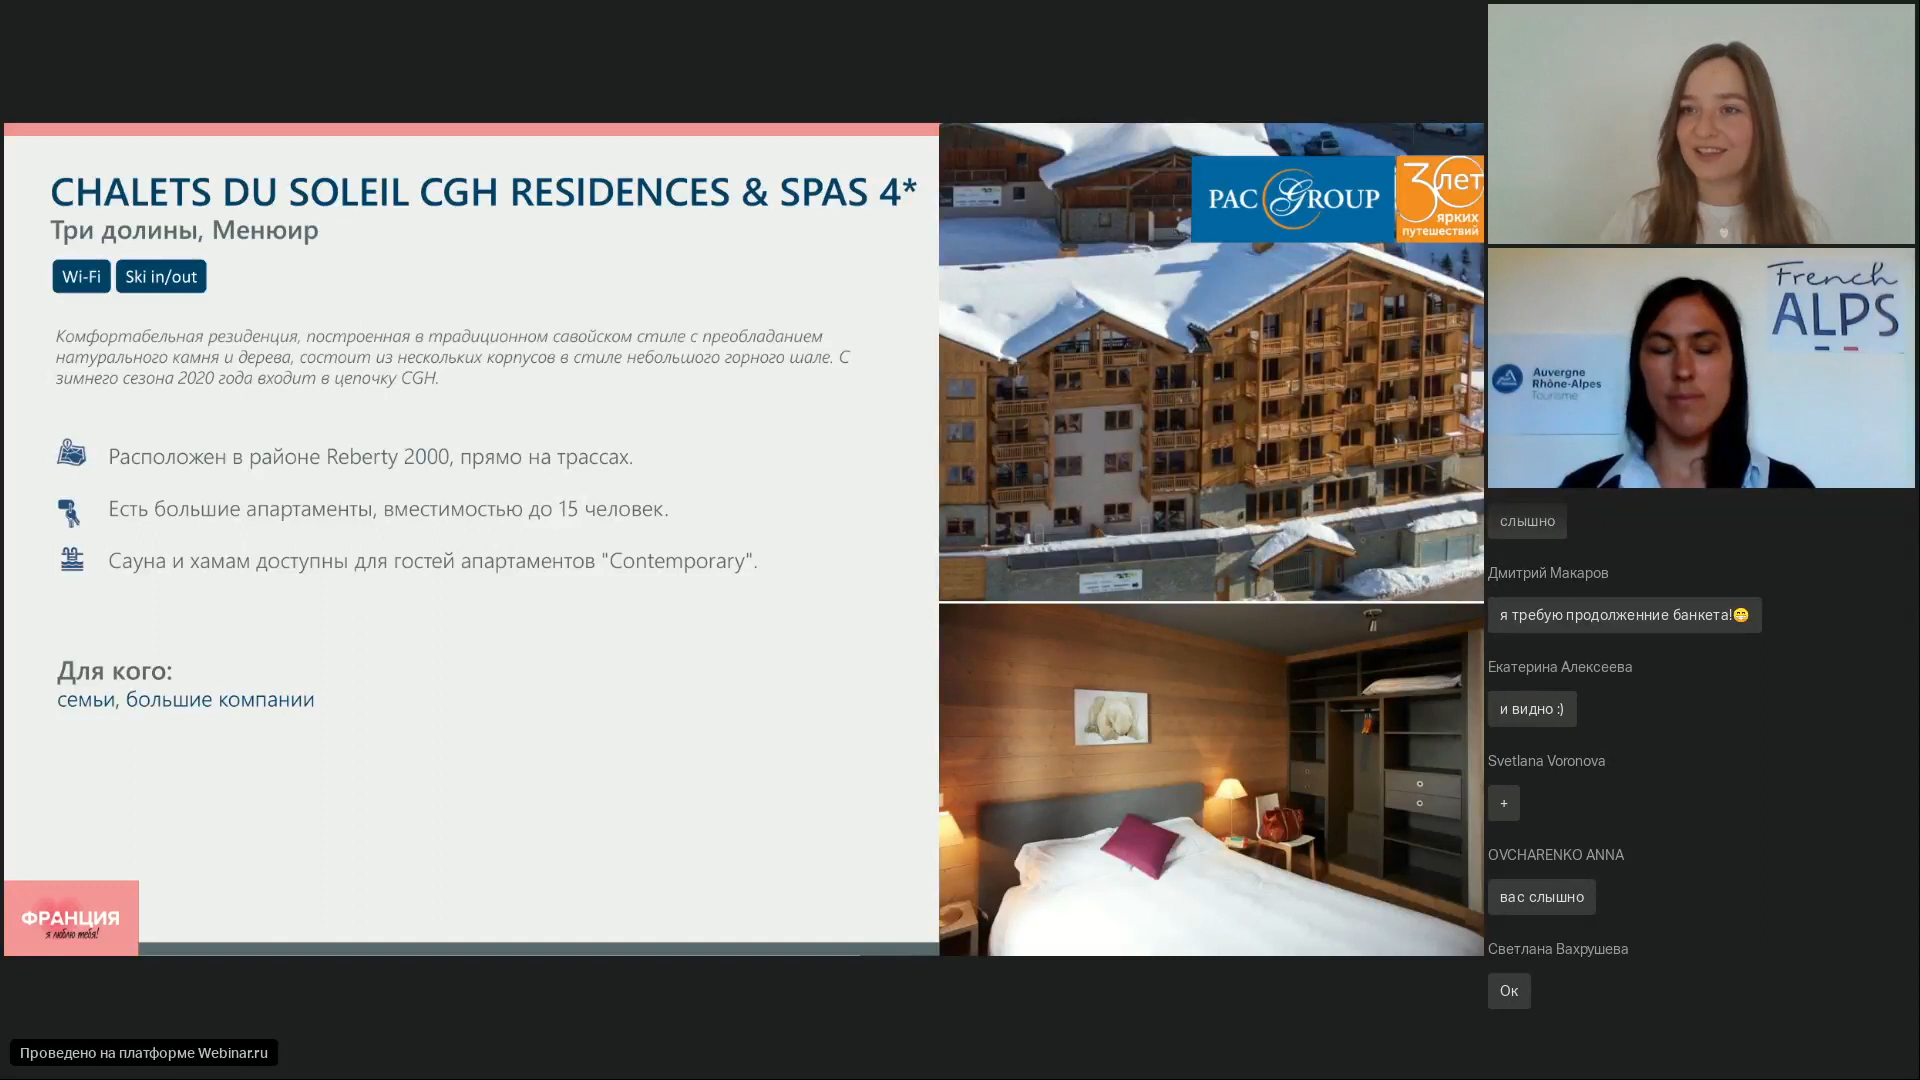 CHALETS DU SOLEIL CGH RESIDENCES & SPAS 4*
Три долины, Менюир
Wi-Fi
Ski in/out
Комфортабельная резиденция, построенная в традиционном савойском стиле с преобладанием
натурального камня и дерева, состоит из нескольких корпусов в стиле небольшого горного шале. С
зимнего сезона 2020 года входит в цепочку CGH.
Расположен в районе Reberty 2000, прямо на трассах.
Есть большие апартаменты, вместимостью до 15 человек.
Сауна и хамам доступны для гостей апартаментов "Contemporary".
Для кого:
семьи, большие компании
ФРАНЦИЯ
я люблю тебя!
PAC GROUP
30 лет
ярких
путешествий
French
ALPS
Auvergne
Rhône-Alpes
Tourisme
слышно
Дмитрий Макаров
я требую продолженние банкета!😁
Екатерина Алексеева
и видно :)
Svetlana Voronova
+
OVCHARENKO ANNA
вас слышно
Светлана Вахрушева
Ок
Проведено на платформе Webinar.ru